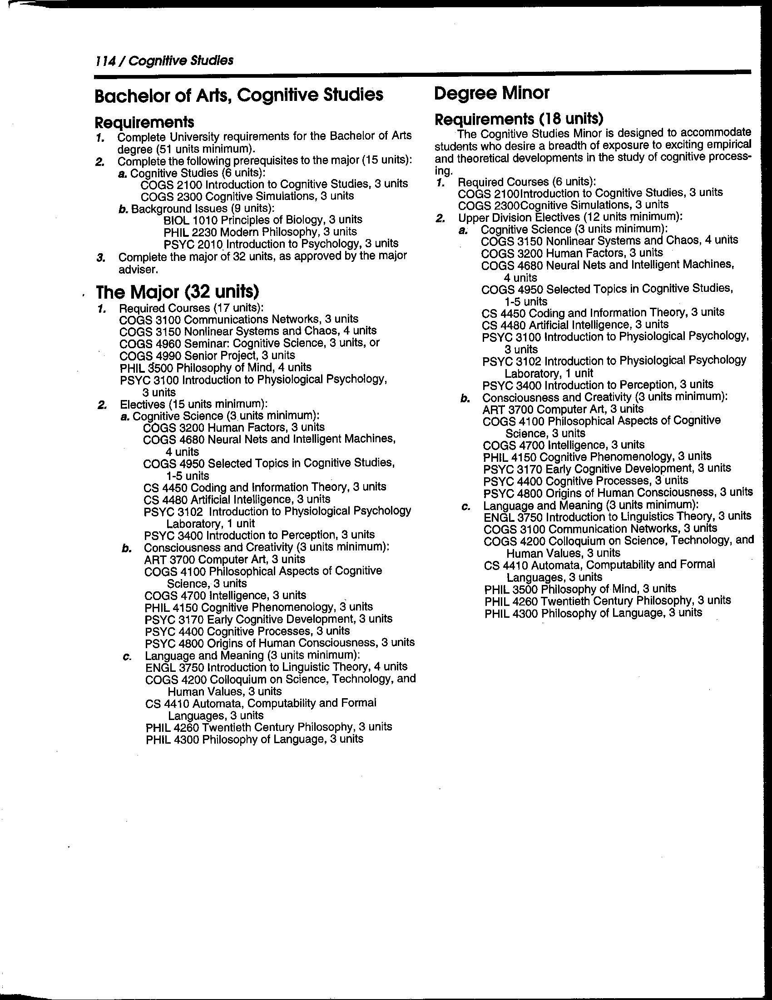 114 / Cognitive Studies
Bachelor of Arts, Cognitive Studies
Requirements
1. Complete University requirements for the Bachelor of Arts
degree (51 units minimum).
2. Complete the following prerequisites to the major (15 units):
a. Cognitive Studies (6 units):
COGS 2100 Introduction to Cognitive Studies, 3 units
COGS 2300 Cognitive Simulations, 3 units
b. Background Issues (9 units):
BIOL 1010 Principles of Biology, 3 units
PHIL 2230 Modern Philosophy, 3 units
PSYC 2010 Introduction to Psychology, 3 units
3. Complete the major of 32 units, as approved by the major
adviser.
The Major (32 units)
1. Required Courses (17 units):
COGS 3100 Communications Networks, 3 units
COGS 3150 Nonlinear Systems and Chaos, 4 units
COGS 4960 Seminar: Cognitive Science, 3 units, or
COGS 4990 Senior Project, 3 units
PHIL 3500 Philosophy of Mind, 4 units
PSYC 3100 Introduction to Physiological Psychology,
3 units
2. Electives (15 units minimum):
a. Cognitive Science (3 units minimum):
COGS 3200 Human Factors, 3 units
COGS 4680 Neural Nets and Intelligent Machines,
4 units
COGS 4950 Selected Topics in Cognitive Studies,
1-5 units
CS 4450 Coding and Information Theory, 3 units
CS 4480 Artificial Intelligence, 3 units
PSYC 3102 Introduction to Physiological Psychology
Laboratory, 1 unit
PSYC 3400 Introduction to Perception, 3 units
b. Consciousness and Creativity (3 units minimum):
ART 3700 Computer Art, 3 units
COGS 4100 Philosophical Aspects of Cognitive
Science, 3 units
COGS 4700 Intelligence, 3 units
PHIL 4150 Cognitive Phenomenology, 3 units
PSYC 3170 Early Cognitive Development, 3 units
PSYC 4400 Cognitive Processes, 3 units
PSYC 4800 Origins of Human Consciousness, 3 units
c. Language and Meaning (3 units minimum):
ENGL 3750 Introduction to Linguistic Theory, 4 units
COGS 4200 Colloquium on Science, Technology, and
Human Values, 3 units
CS 4410 Automata, Computability and Formal
Languages, 3 units
PHIL 4260 Twentieth Century Philosophy, 3 units
PHIL 4300 Philosophy of Language, 3 units
Degree Minor
Requirements (18 units)
The Cognitive Studies Minor is designed to accommodate
students who desire a breadth of exposure to exciting empirical
and theoretical developments in the study of cognitive process-
ing.
1. Required Courses (6 units):
COGS 2100Introduction to Cognitive Studies, 3 units
COGS 2300Cognitive Simulations, 3 units
2. Upper Division Electives (12 units minimum):
a. Cognitive Science (3 units minimum):
COGS 3150 Nonlinear Systems and Chaos, 4 units
COGS 3200 Human Factors, 3 units
COGS 4680 Neural Nets and Intelligent Machines,
4 units
COGS 4950 Selected Topics in Cognitive Studies,
1-5 units
CS 4450 Coding and Information Theory, 3 units
CS 4480 Artificial Intelligence, 3 units
PSYC 3100 Introduction to Physiological Psychology,
3 units
PSYC 3102 Introduction to Physiological Psychology
Laboratory, 1 unit
PSYC 3400 Introduction to Perception, 3 units
b. Consciousness and Creativity (3 units minimum):
ART 3700 Computer Art, 3 units
COGS 4100 Philosophical Aspects of Cognitive
Science, 3 units
COGS 4700 Intelligence, 3 units
PHIL 4150 Cognitive Phenomenology, 3 units
PSYC 3170 Early Cognitive Development, 3 units
PSYC 4400 Cognitive Processes, 3 units
PSYC 4800 Origins of Human Consciousness, 3 units
c. Language and Meaning (3 units minimum):
ENGL 3750 Introduction to Linguistics Theory, 3 units
COGS 3100 Communication Networks, 3 units
COGS 4200 Colloquium on Science, Technology, and
Human Values, 3 units
CS 4410 Automata, Computability and Formal
Languages, 3 units
PHIL 3500 Philosophy of Mind, 3 units
PHIL 4260 Twentieth Century Philosophy, 3 units
PHIL 4300 Philosophy of Language, 3 units